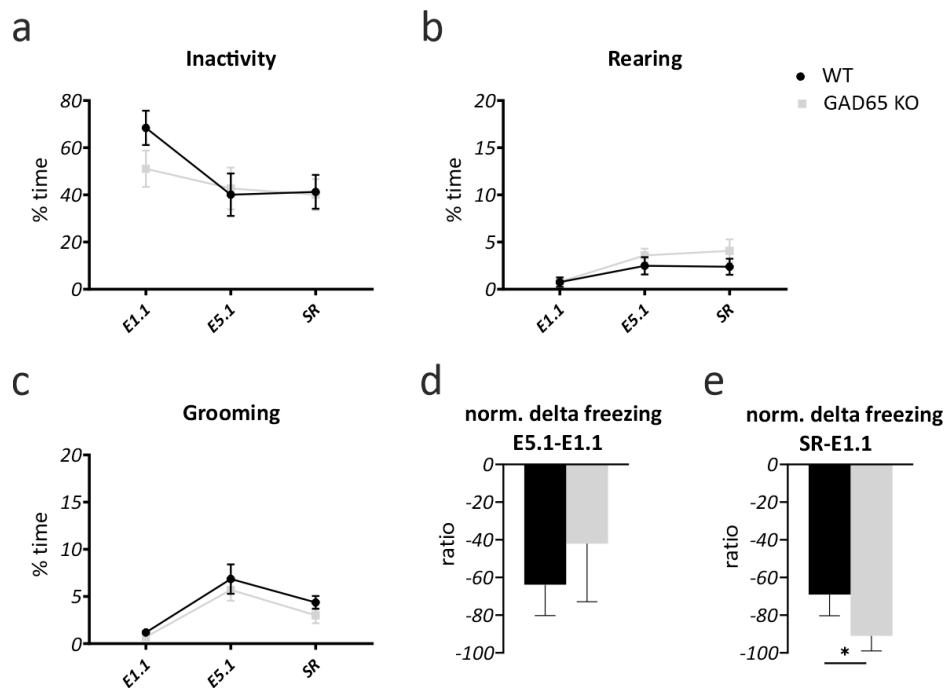 a
Inactivity
80
60
40
20
0
% time
E1.1
E5.1
SR
b
Rearing
20
15
10
5
0
% time
E1.1
E5.1
SR
WT
GAD65 KO
c
Grooming
20
15
10
5
0
% time
E1.1
E5.1
SR
d
norm. delta freezing
E5.1-E1.1
0
-20
-40
-60
-80
-100
ratio
e
norm. delta freezing
SR-E1.1
0
-20
-40
-60
-80
-100
ratio
*